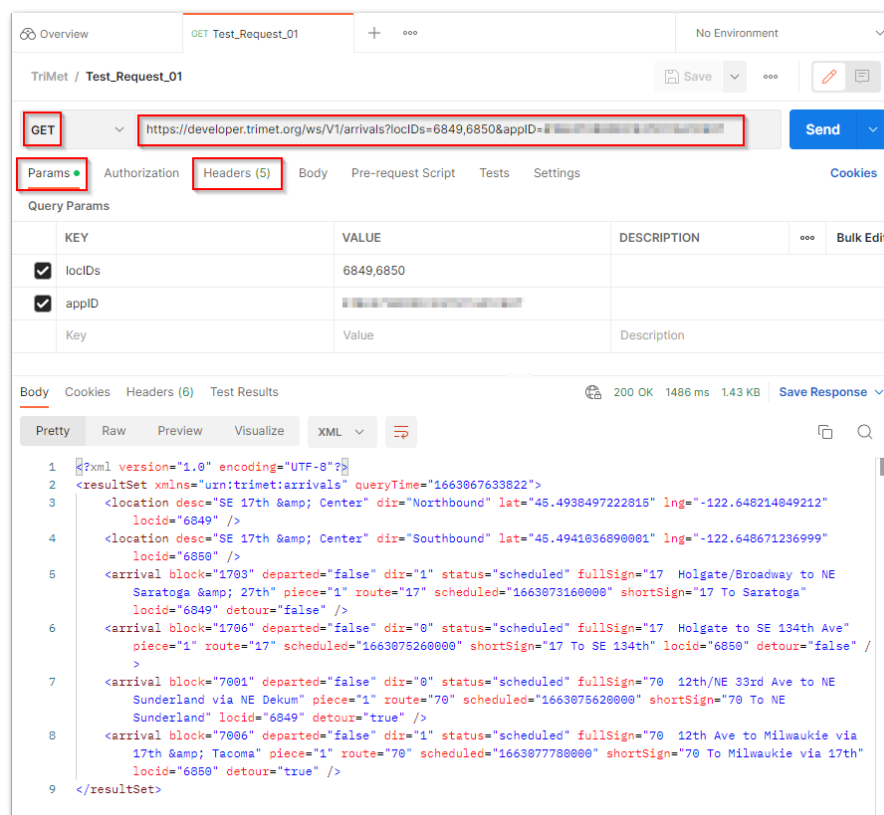 Overview
GET Test_Request_01
No Environment
TriMet / Test_Request_01
Save
GET
https://developer.trimet.org/ws/V1/arrivals?locIDs=6849,6850&appID=
Send
Params
Authorization
Headers (5)
Body
Pre-request Script
Tests
Settings
Cookies
Query Params
KEY
VALUE
DESCRIPTION
Bulk Edi
locIDs
6849,6850
appID
Key
Value
Description
Body
Cookies
Headers (6)
Test Results
200 OK
1486 ms
1.43 KB
Save Response
Pretty
Raw
Preview
Visualize
XML
1 <?xml version="1.0" encoding="UTF-8"?>
2 <resultSet xmlns="urn:trimet:arrivals" queryTime="1663067633822">
3 <location desc="SE 17th &amp; Center" dir="Northbound" lat="45.4938497222815" lng="-122.648214049212"
locid="6849" />
4 <location desc="SE 17th &amp; Center" dir="Southbound" lat="45.4941036890001" lng="-122.648671236999"
locid="6850" />
5 <arrival block="1703" departed="false" dir="1" status="scheduled" fullSign="17  Holgate/Broadway to NE
Saratoga &amp; 27th" piece="1" route="17" scheduled="1663073160000" shortSign="17 To Saratoga"
locid="6849" detour="false" />
6 <arrival block="1706" departed="false" dir="0" status="scheduled" fullSign="17  Holgate to SE 134th Ave"
piece="1" route="17" scheduled="1663075260000" shortSign="17 To SE 134th" locid="6850" detour="false" /
>
7 <arrival block="7001" departed="false" dir="0" status="scheduled" fullSign="70  12th/NE 33rd Ave to NE
Sunderland via NE Dekum" piece="1" route="70" scheduled="1663075620000" shortSign="70 To NE
Sunderland" locid="6849" detour="true" />
8 <arrival block="7006" departed="false" dir="1" status="scheduled" fullSign="70  12th Ave to Milwaukie via
17th &amp; Tacoma" piece="1" route="70" scheduled="1663077780000" shortSign="70 To Milwaukie via 17th"
locid="6850" detour="true" />
9 </resultSet>